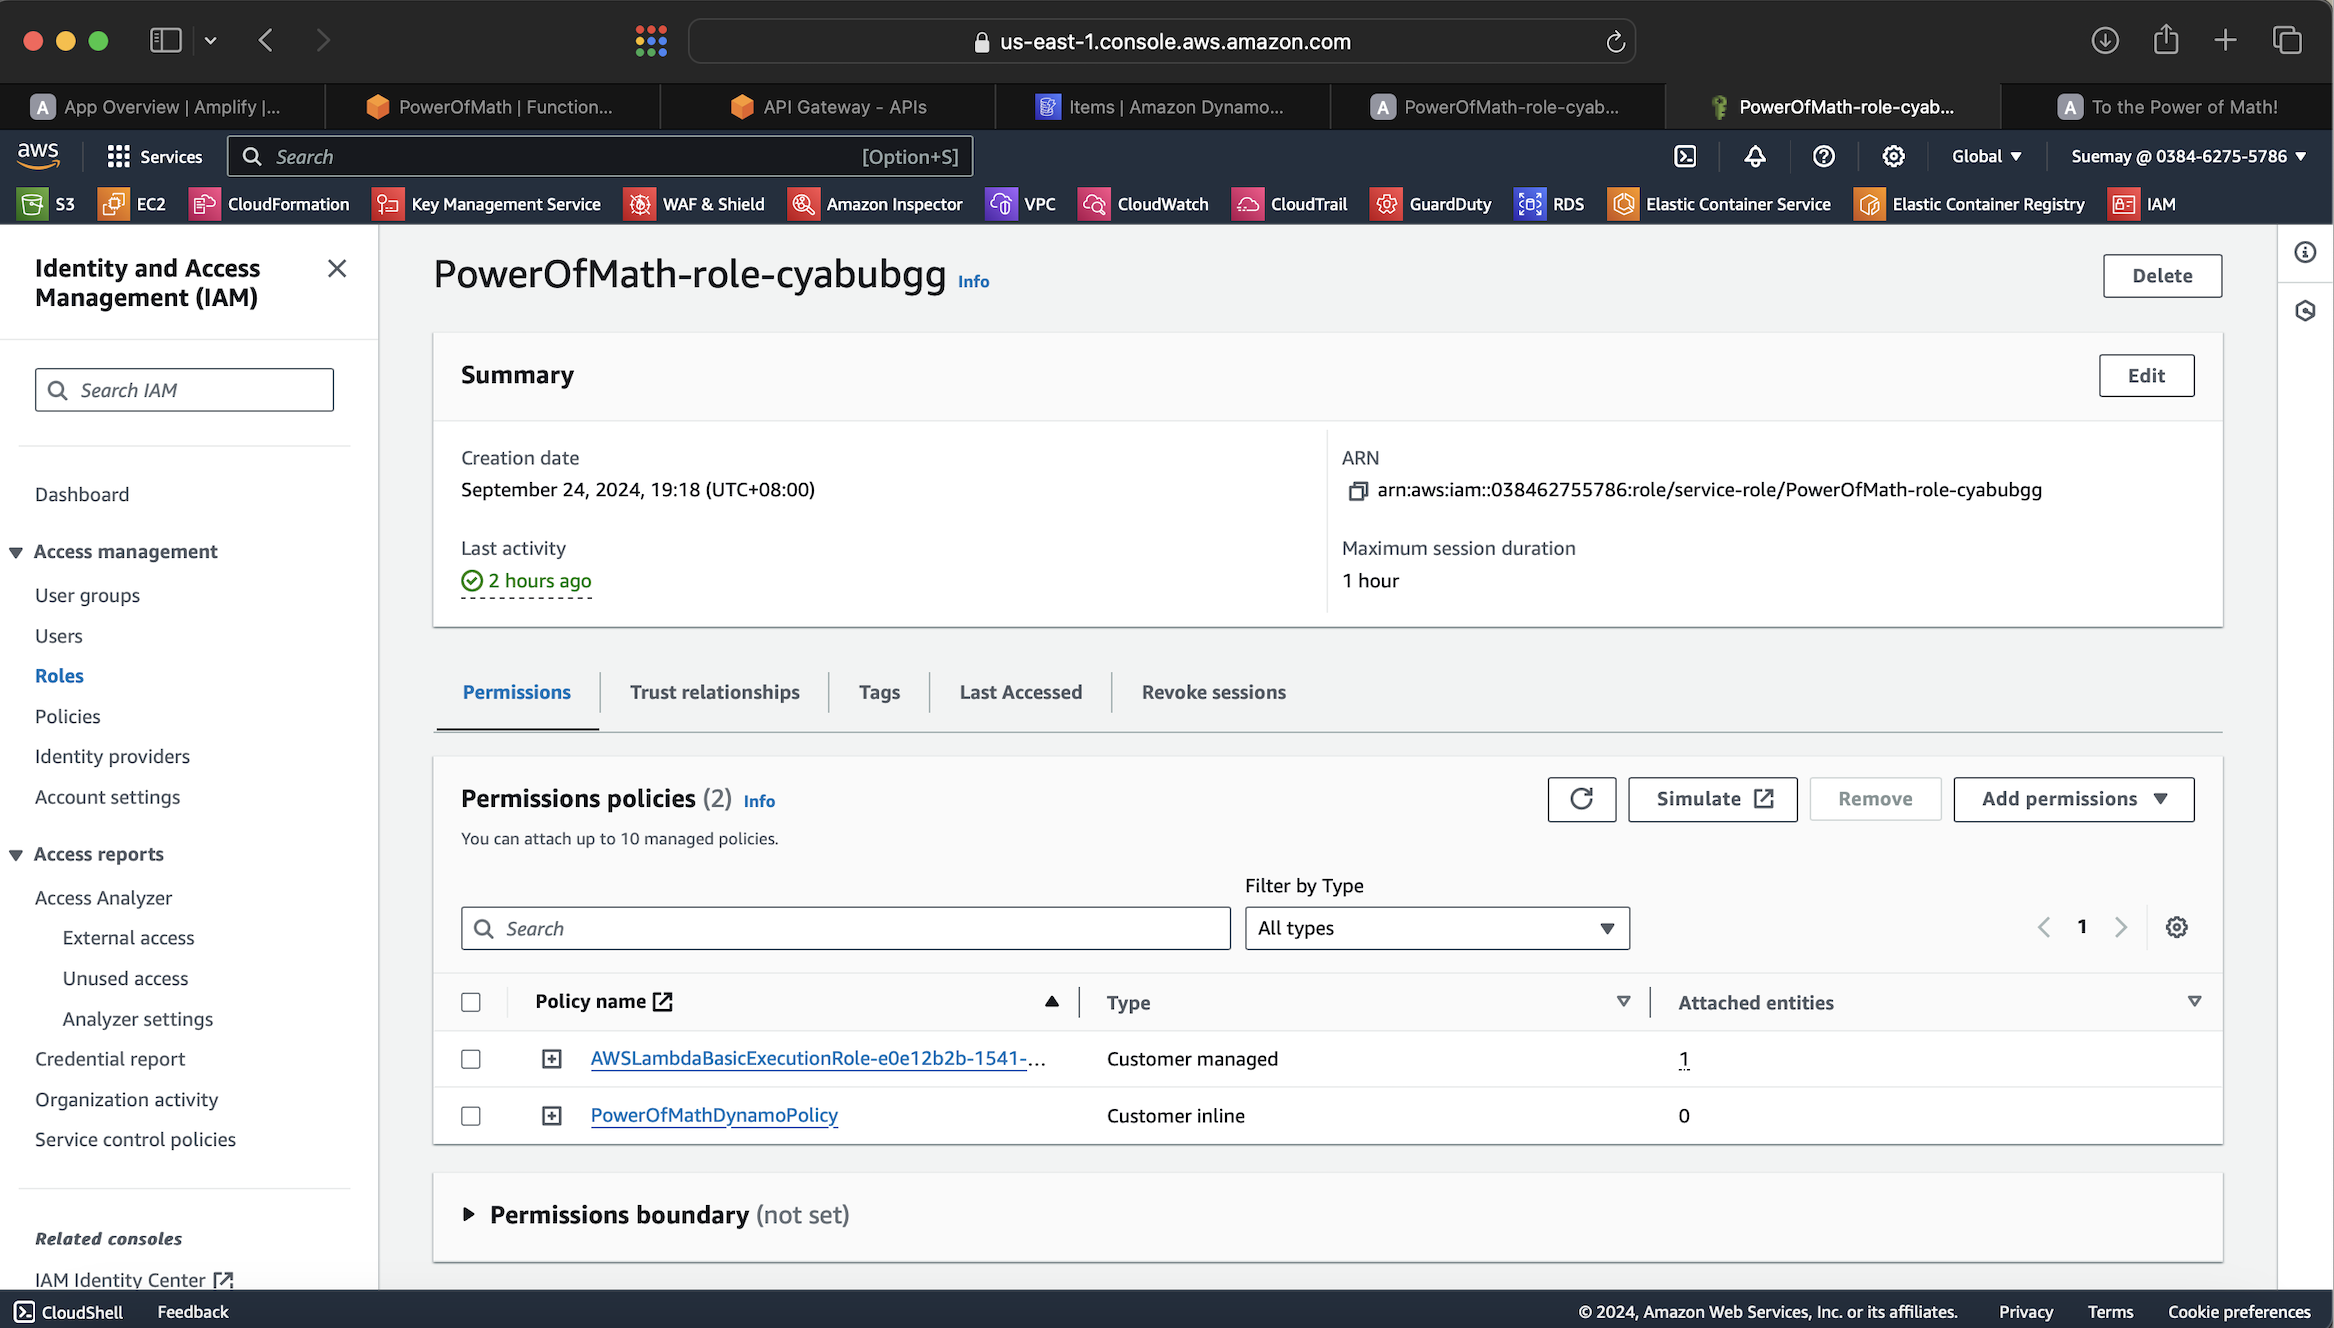 us-east-1.console.aws.amazon.com
App Overview | Amplify |...
PowerOfMath | Function...
API Gateway - APIs
Items | Amazon Dynamo...
PowerOfMath-role-cyab...
PowerOfMath-role-cyab...
To the Power of Math!
aws
Services
Search
[Option+S]
Global
Suemay @ 0384-6275-5786
S3
EC2
CloudFormation
Key Management Service
WAF & Shield
Amazon Inspector
VPC
CloudWatch
CloudTrail
GuardDuty
RDS
Elastic Container Service
Elastic Container Registry
IAM
Identity and Access
Management (IAM)
Search IAM
Dashboard
Access management
User groups
Users
Roles
Policies
Identity providers
Account settings
Access reports
Access Analyzer
External access
Unused access
Analyzer settings
Credential report
Organization activity
Service control policies
Related consoles
IAM Identity Center
PowerOfMath-role-cyabubgg Info
Delete
Summary
Edit
Creation date
September 24, 2024, 19:18 (UTC+08:00)
ARN
arn:aws:iam::038462755786:role/service-role/PowerOfMath-role-cyabubgg
Last activity
2 hours ago
Maximum session duration
1 hour
Permissions
Trust relationships
Tags
Last Accessed
Revoke sessions
Permissions policies (2) Info
You can attach up to 10 managed policies.
Simulate
Remove
Add permissions
Filter by Type
Search
All types
1
Policy name
Type
Attached entities
AWSLambdaBasicExecutionRole-e0e12b2b-1541-...
Customer managed
1
PowerOfMathDynamoPolicy
Customer inline
0
Permissions boundary (not set)
CloudShell
Feedback
© 2024, Amazon Web Services, Inc. or its affiliates.
Privacy
Terms
Cookie preferences